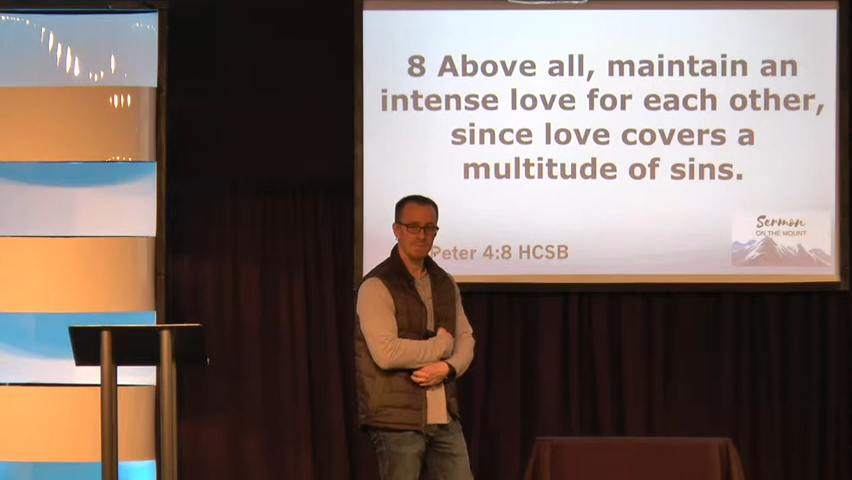 8 Above all, maintain an
intense love for each other,
since love covers a
multitude of sins.
Peter 4:8 HCSB
Sermon
ON THE MOUNT